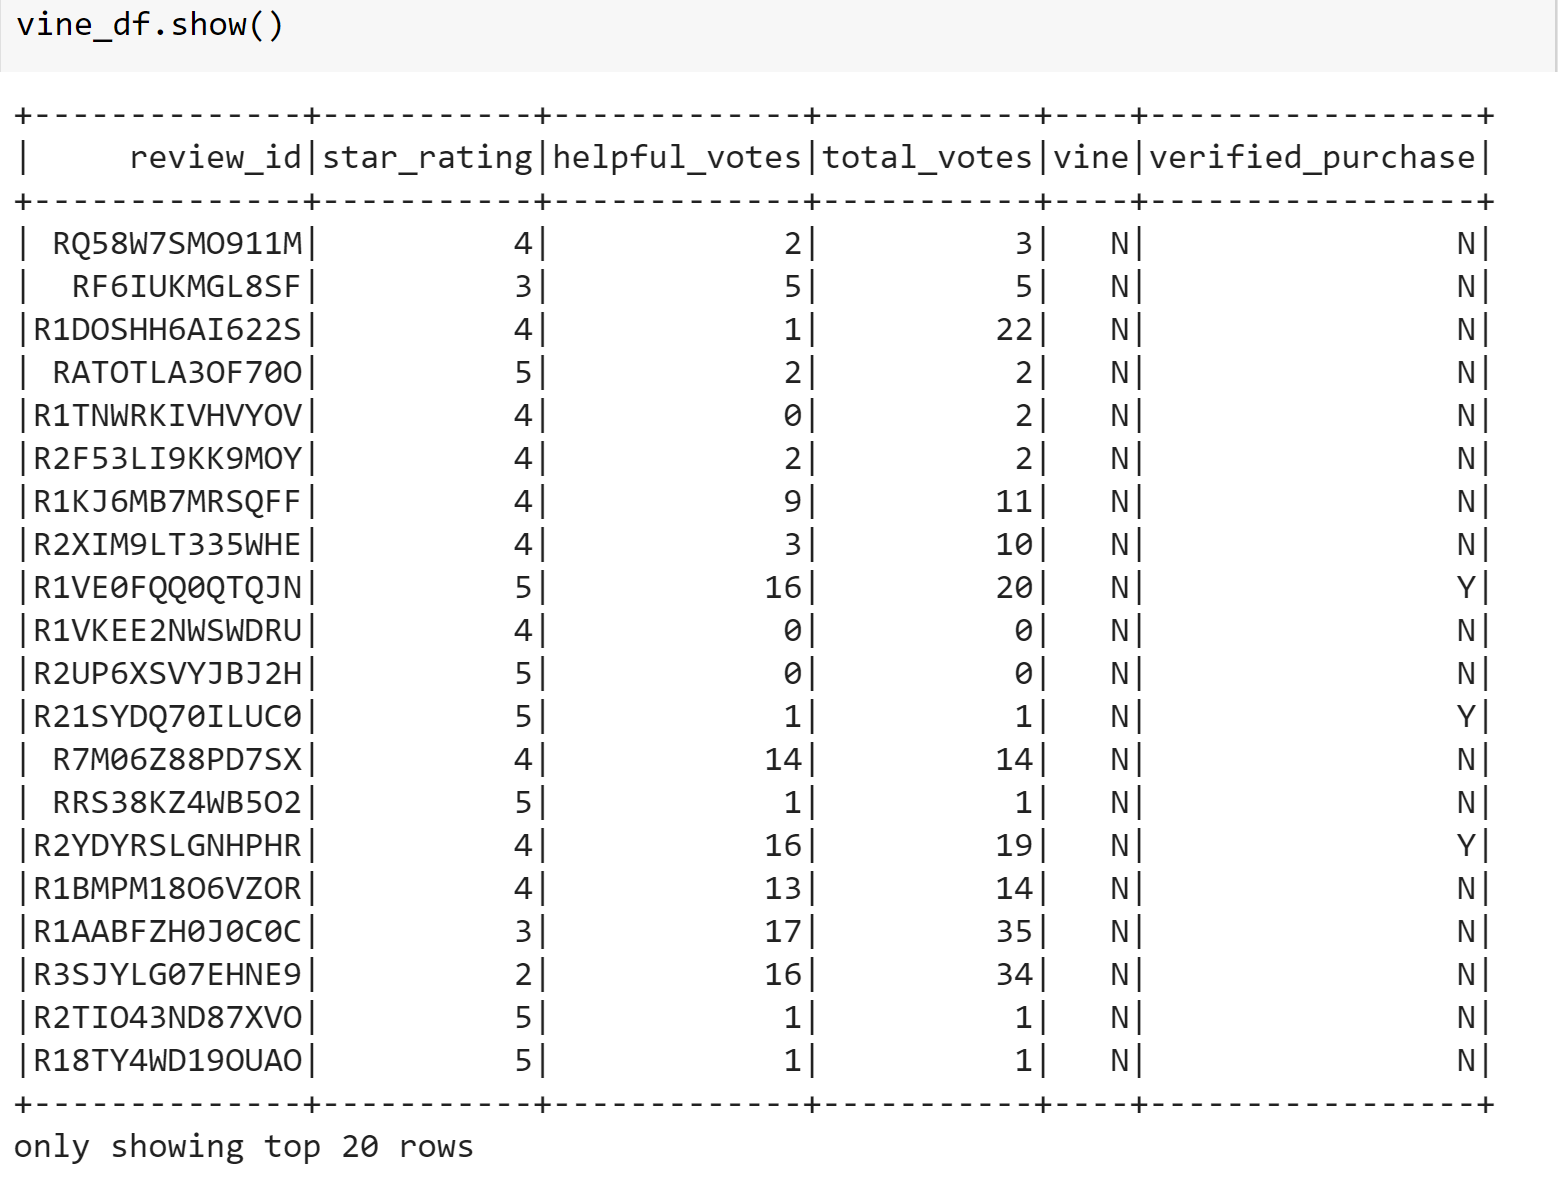 vine_df.show()
+--------------+-----------+-------------+-----------+----+-----------------+
|     review_id|star_rating|helpful_votes|total_votes|vine|verified_purchase|
+--------------+-----------+-------------+-----------+----+-----------------+
| RQ58W7SMO911M|          4|            2|          3|   N|                N|
|  RF6IUKMGL8SF|          3|            5|          5|   N|                N|
|R1DOSHH6AI622S|          4|            1|         22|   N|                N|
| RATOTLA3OF70O|          5|            2|          2|   N|                N|
|R1TNWRKIVHVYOV|          4|            0|          2|   N|                N|
|R2F53LI9KK9MOY|          4|            2|          2|   N|                N|
|R1KJ6MB7MRSQFF|          4|            9|         11|   N|                N|
|R2XIM9LT335WHE|          4|            3|         10|   N|                N|
|R1VE0FQQ0QTQJN|          5|           16|         20|   N|                Y|
|R1VKEE2NWSWDRU|          4|            0|          0|   N|                N|
|R2UP6XSVYJBJ2H|          5|            0|          0|   N|                N|
|R21SYDQ70ILUC0|          5|            1|          1|   N|                Y|
| R7M06Z88PD7SX|          4|           14|         14|   N|                N|
| RRS38KZ4WB5O2|          5|            1|          1|   N|                N|
|R2YDYRSLGNHPHR|          4|           16|         19|   N|                Y|
|R1BMPM18O6VZOR|          4|           13|         14|   N|                N|
|R1AABFZH0J0C0C|          3|           17|         35|   N|                N|
|R3SJYLG07EHNE9|          2|           16|         34|   N|                N|
|R2TIO43ND87XVO|          5|            1|          1|   N|                N|
|R18TY4WD19OUAO|          5|            1|          1|   N|                N|
+--------------+-----------+-------------+-----------+----+-----------------+
only showing top 20 rows